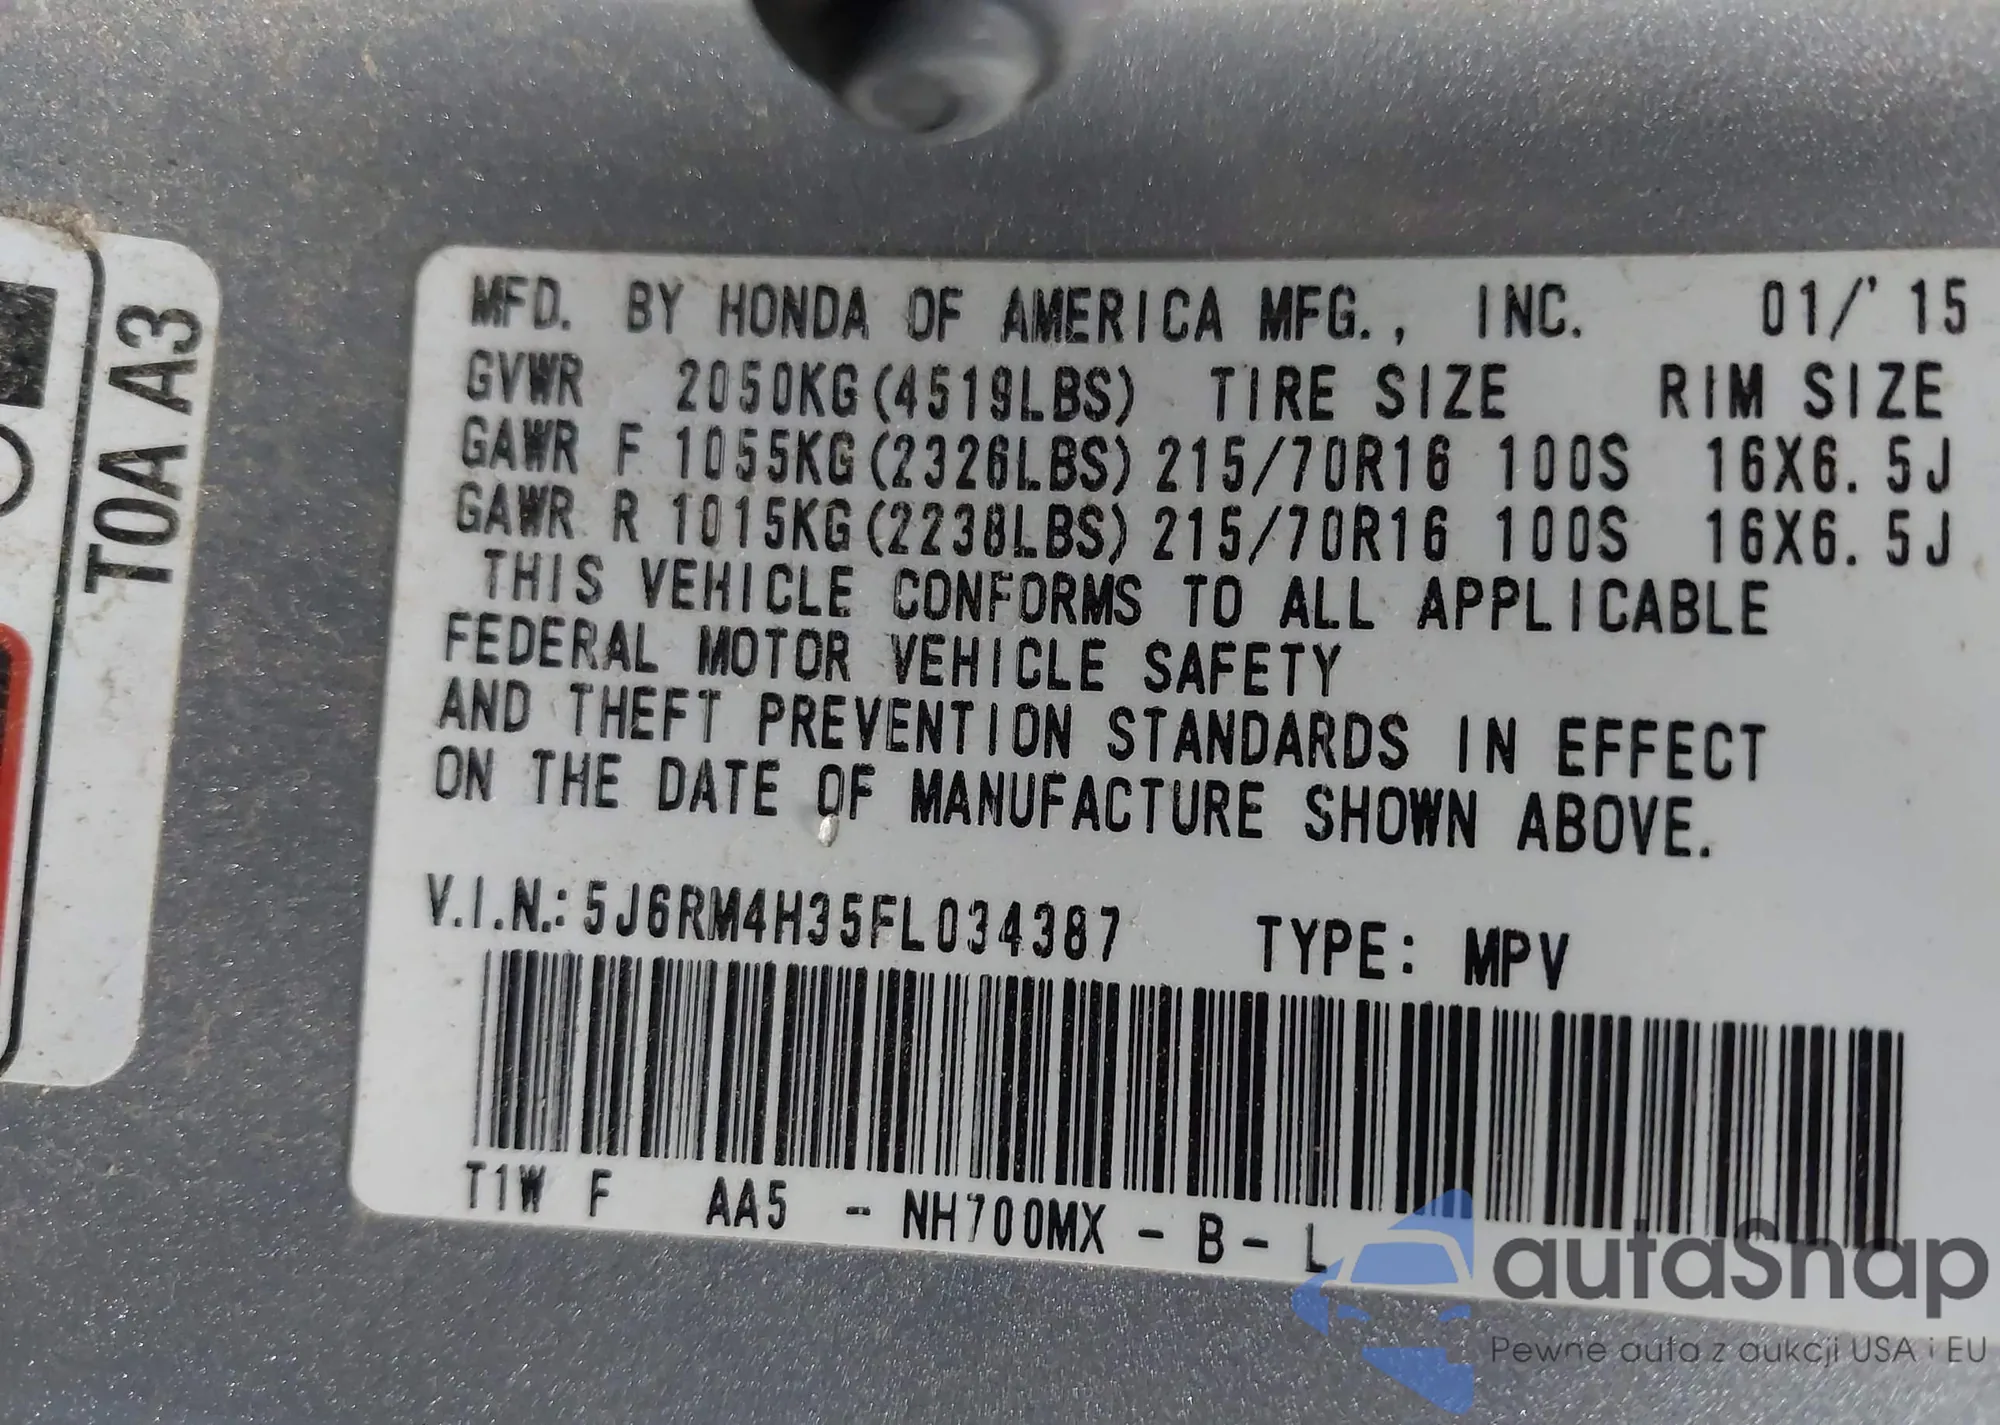 T0A A3
MFD. BY HONDA OF AMERICA MFG., INC. 01/'15
GVWR 2050KG(4519LBS) TIRE SIZE RIM SIZE
GAWR F 1055KG(2326LBS) 215/70R16 100S 16X6.5J
GAWR R 1015KG(2238LBS) 215/70R16 100S 16X6.5J
THIS VEHICLE CONFORMS TO ALL APPLICABLE
FEDERAL MOTOR VEHICLE SAFETY
AND THEFT PREVENTION STANDARDS IN EFFECT
ON THE DATE OF MANUFACTURE SHOWN ABOVE.
V.I.N.: 5J6RM4H35FL034387 TYPE: MPV
T1W F AA5 - NH700MX - B - L
autaSnap
Pewne auta z aukcji USA i EU